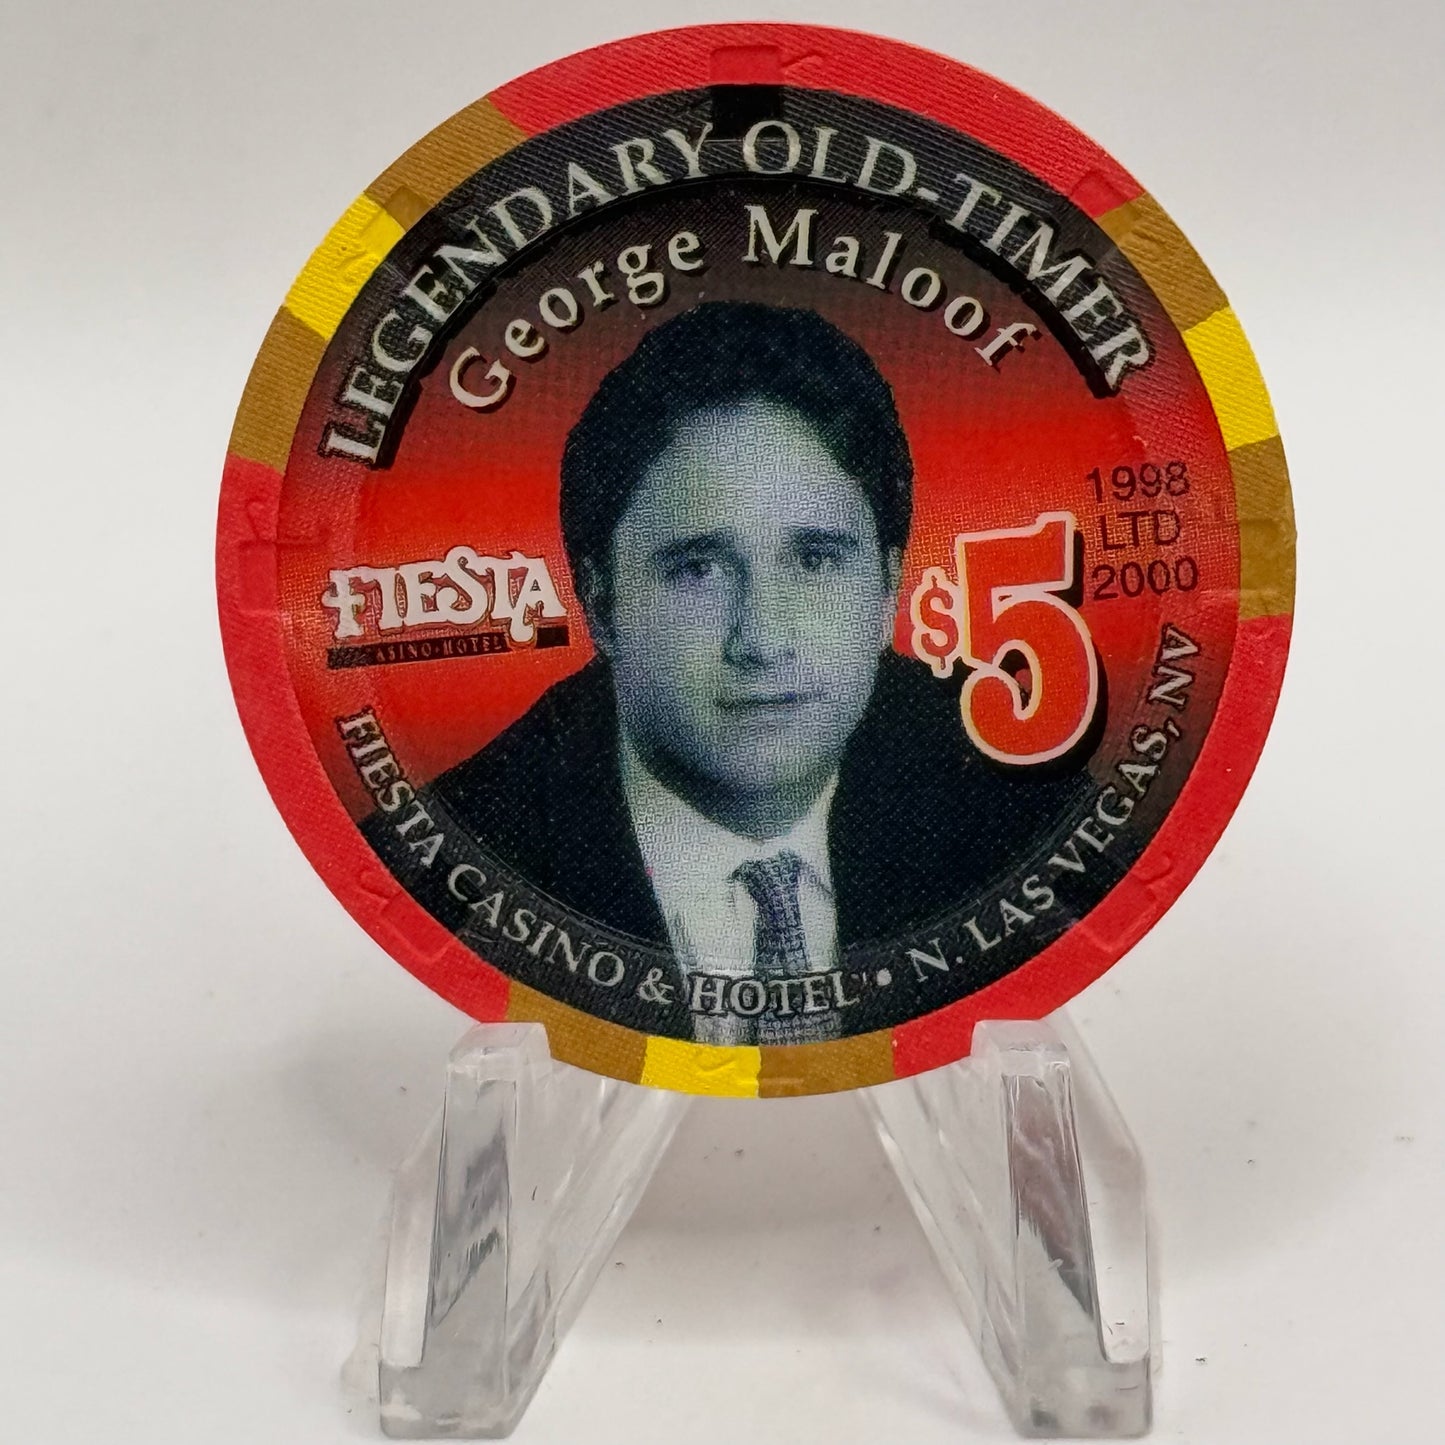 LEGENDARY OLD-TIMER
George Maloof
1998
LTD
2000
$5
FIESTA
CASINO·HOTEL
FIESTA CASINO & HOTEL • N. LAS VEGAS, NV